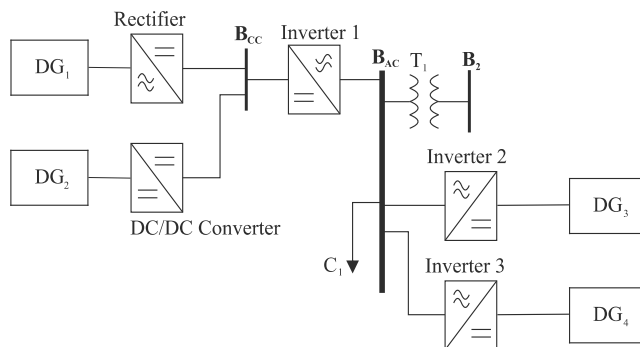 Rectifier
B_CC
Inverter 1
B_AC
T_1
B_2
DG_1
DG_2
DC/DC Converter
Inverter 2
DG_3
C_1
Inverter 3
DG_4